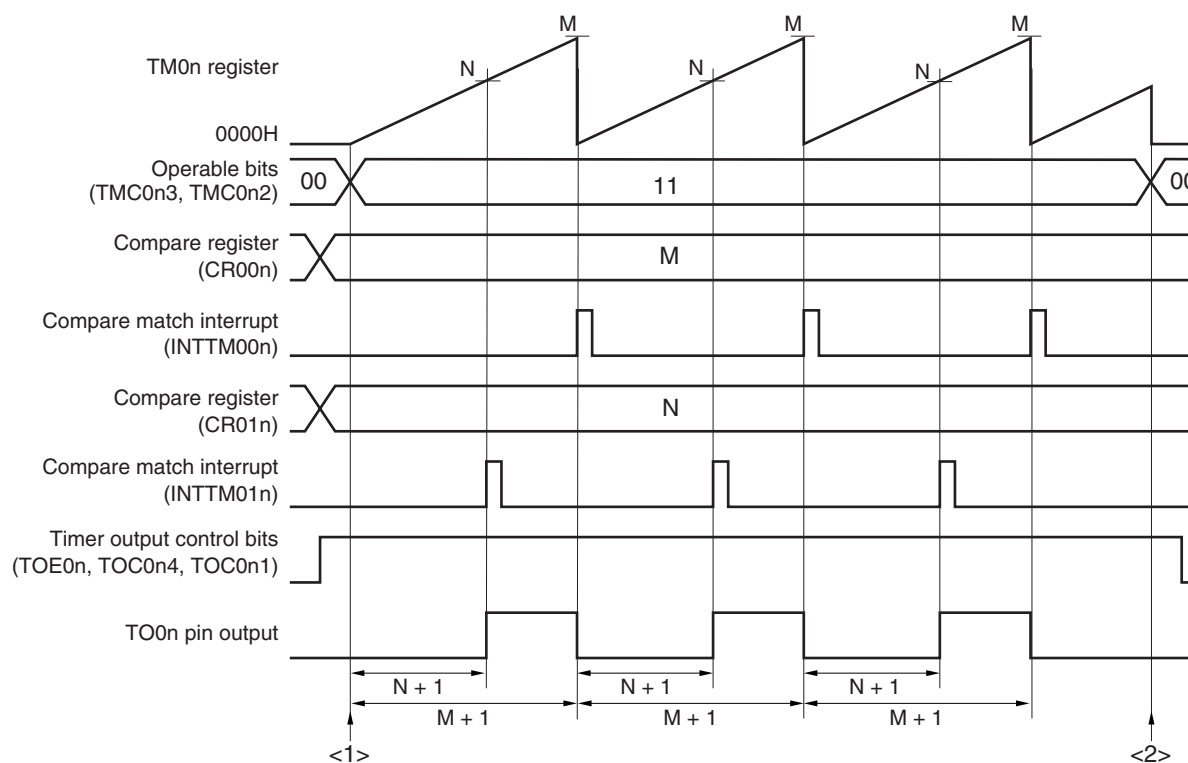 M
M
M
TM0n register
N
N
N
0000H
Operable bits
(TMC0n3, TMC0n2)
00
11
00
Compare register
(CR00n)
M
Compare match interrupt
(INTTM00n)
Compare register
(CR01n)
N
Compare match interrupt
(INTTM01n)
Timer output control bits
(TOE0n, TOC0n4, TOC0n1)
TO0n pin output
N + 1
N + 1
N + 1
M + 1
M + 1
M + 1
<1>
<2>